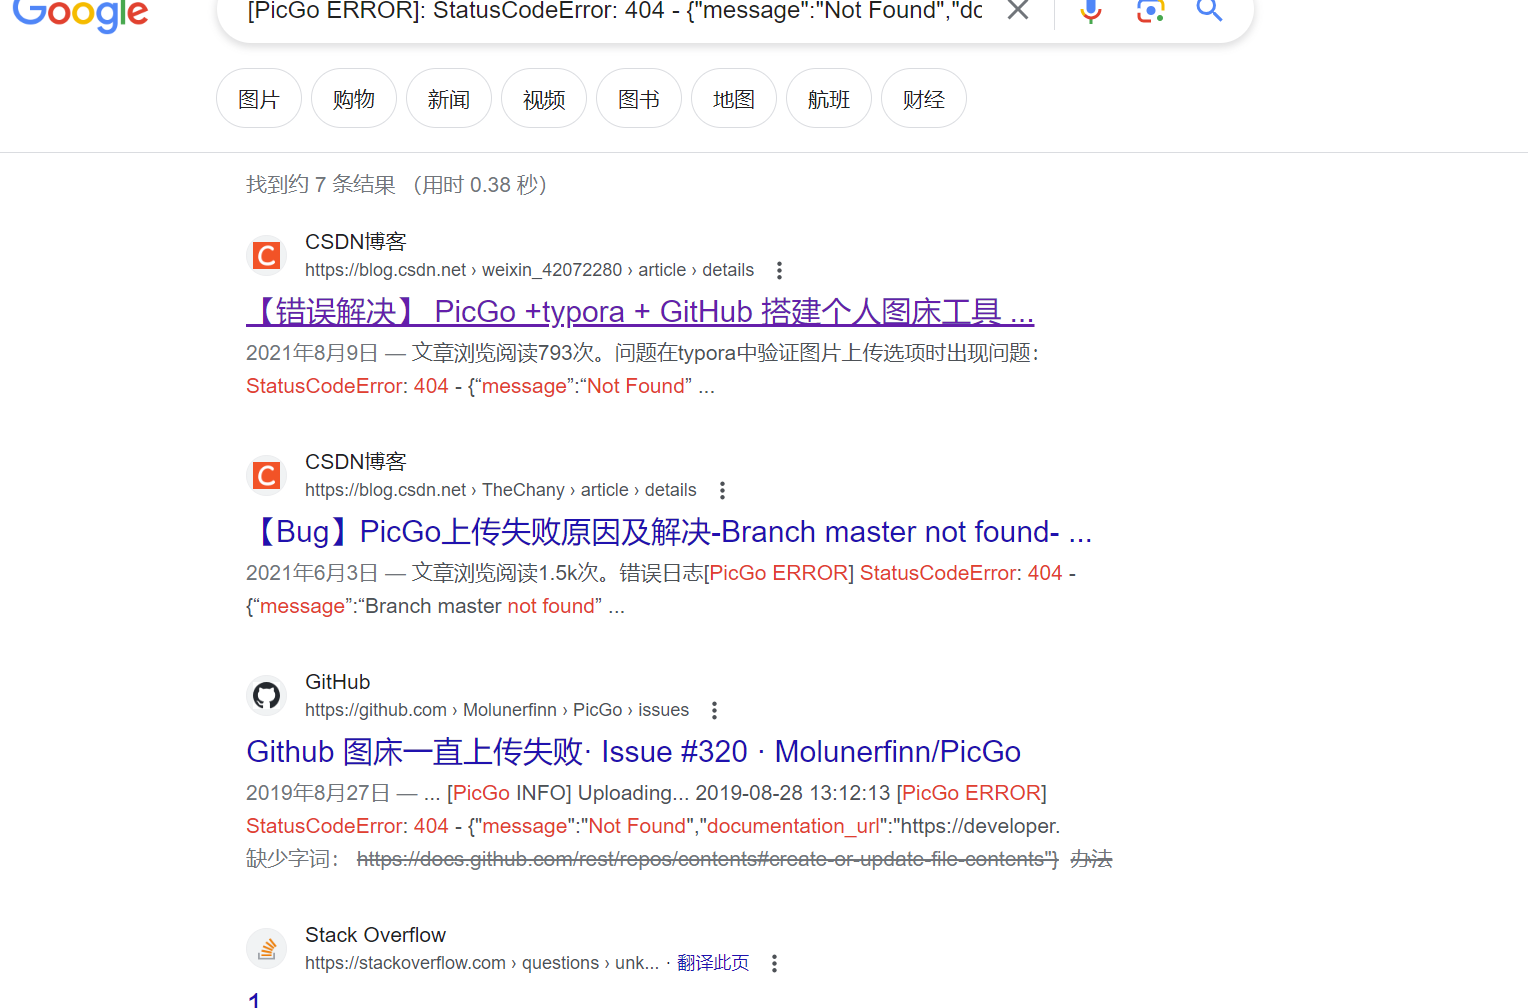 Google
[PicGo ERROR]: StatusCodeError: 404 - {"message":"Not Found","dc
图片 购物 新闻 视频 图书 地图 航班 财经
找到约 7 条结果 （用时 0.38 秒）
CSDN博客
https://blog.csdn.net › weixin_42072280 › article › details
【错误解决】 PicGo +typora + GitHub 搭建个人图床工具 ...
2021年8月9日 — 文章浏览阅读793次。问题在typora中验证图片上传选项时出现问题：
StatusCodeError: 404 - {“message”:“Not Found” ...
CSDN博客
https://blog.csdn.net › TheChany › article › details
【Bug】PicGo上传失败原因及解决-Branch master not found- ...
2021年6月3日 — 文章浏览阅读1.5k次。错误日志[PicGo ERROR] StatusCodeError: 404 -
{“message”:“Branch master not found” ...
GitHub
https://github.com › Molunerfinn › PicGo › issues
Github 图床一直上传失败· Issue #320 · Molunerfinn/PicGo
2019年8月27日 — ... [PicGo INFO] Uploading... 2019-08-28 13:12:13 [PicGo ERROR]
StatusCodeError: 404 - {"message":"Not Found","documentation_url":"https://developer.
缺少字词： https://docs.github.com/rest/repos/contents#create-or-update-file-contents"} 办法
Stack Overflow
https://stackoverflow.com › questions › unk... · 翻译此页
1